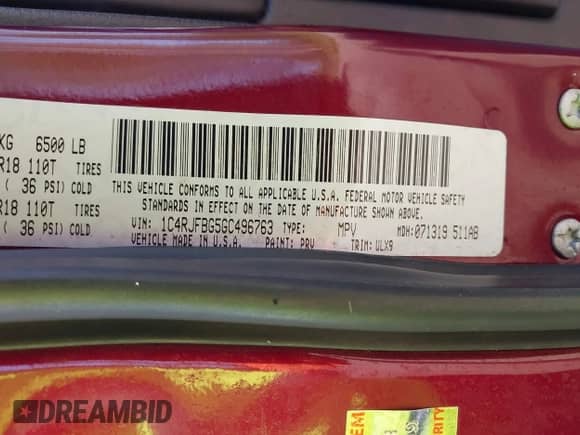 KG 6500 LB
R18 110T TIRES
( 36 PSI) COLD
R18 110T TIRES
( 36 PSI) COLD
THIS VEHICLE CONFORMS TO ALL APPLICABLE U.S.A. FEDERAL MOTOR VEHICLE SAFETY
STANDARDS IN EFFECT ON THE DATE OF MANUFACTURE SHOWN ABOVE.
VIN: 1C4RJFBG5GC496763 TYPE: MPV MDH: 071319 511AB
VEHICLE MADE IN U.S.A. PAINT: PRV TRIM: ULX9
EM
URITY
DREAMBID